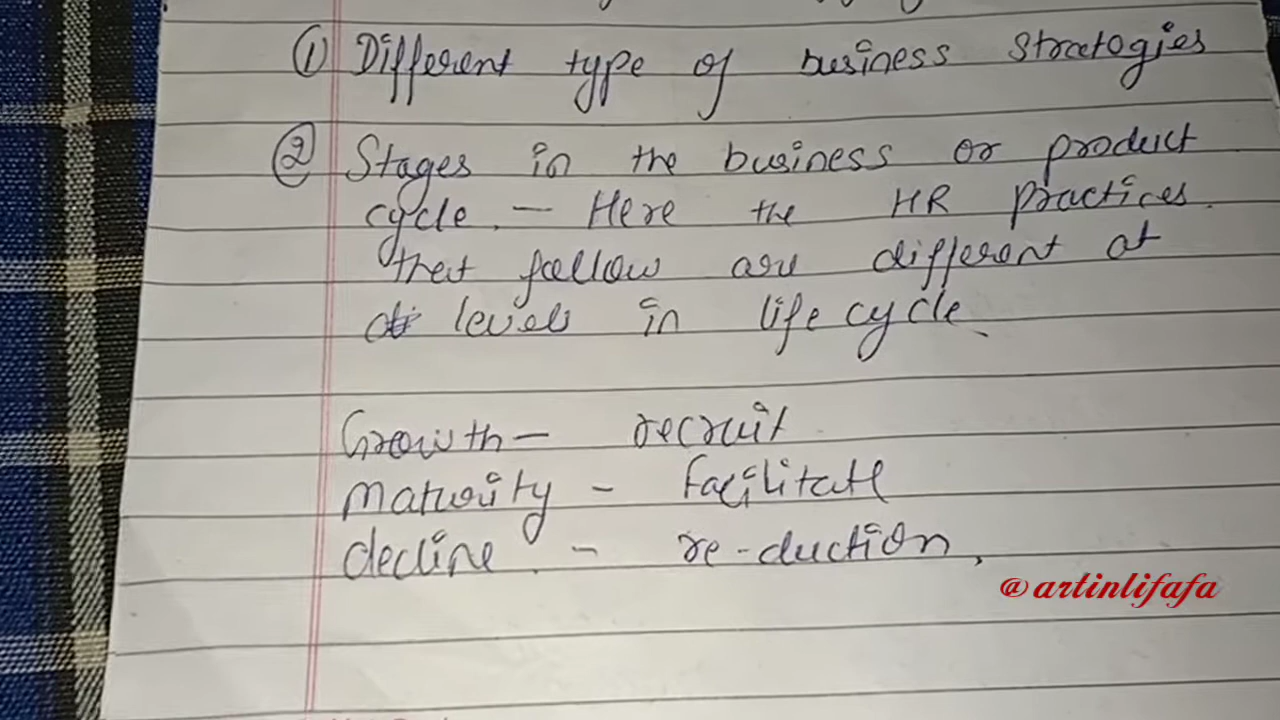 ① Different type of business Strategies
② Stages in the business or product
cycle. – Here the HR practices
that follow are different at
levels in life cycle
Growth – recruit
maturity – Facilitate
decline – re-duction,
@artinlifafa